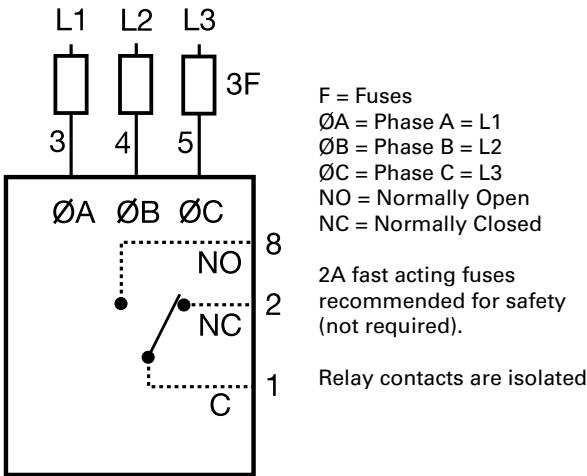 L1 L2 L3
3F
3 4 5
ØA ØB ØC
8
NO
2
NC
1
C
F = Fuses
ØA = Phase A = L1
ØB = Phase B = L2
ØC = Phase C = L3
NO = Normally Open
NC = Normally Closed
2A fast acting fuses
recommended for safety
(not required).
Relay contacts are isolated